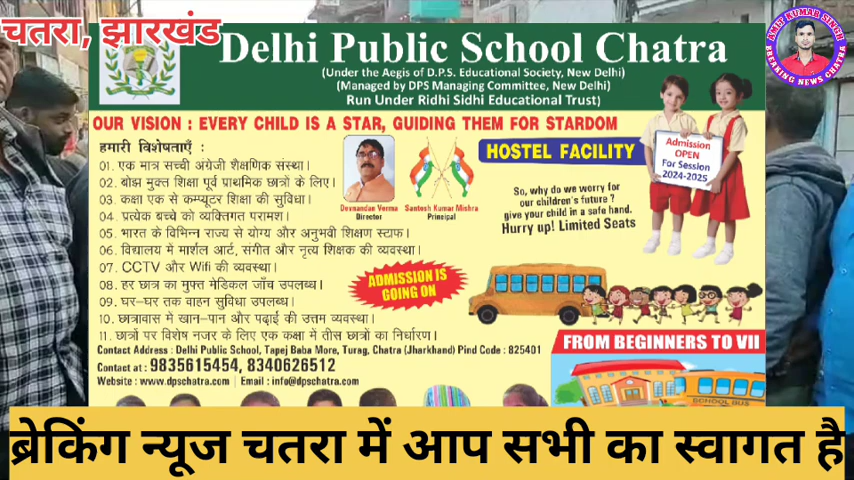 चतरा, झारखंड
AMIT KUMAR SINGH
BREAKING NEWS CHATRA
Delhi Public School Chatra
(Under the Aegis of D.P.S. Educational Society, New Delhi)
(Managed by DPS Managing Committee, New Delhi)
Run Under Ridhi Sidhi Educational Trust)
OUR VISION : EVERY CHILD IS A STAR, GUIDING THEM FOR STARDOM
हमारी विशेषताएँ :
01. एक मात्र सच्ची अंग्रेजी शैक्षणिक संस्था।
02. बोझ मुक्त शिक्षा पूर्व प्राथमिक छात्रों के लिए।
03. कक्षा एक से कम्प्यूटर शिक्षा की सुविधा।
04. प्रत्येक बच्चे को व्यक्तिगत परामश।
05. भारत के विभिन्न राज्य से योग्य और अनुभवी शिक्षण स्टाफ।
06. विद्यालय में मार्शल आर्ट, संगीत और नृत्य शिक्षक की व्यवस्था।
07. CCTV और Wifi की व्यवस्था।
08. हर छात्र का मुफ्त मेडिकल जाँच उपलब्ध।
09. घर-घर तक वाहन सुविधा उपलब्ध।
10. छात्रावास में खान-पान और पढ़ाई की उत्तम व्यवस्था।
11. छात्रों पर विशेष नजर के लिए एक कक्षा में तीस छात्रों का निर्धारण।
Devnandan Verma
Director
Santosh Kumar Mishra
Principal
HOSTEL FACILITY
Admission
OPEN
For Session
2024-2025
So, why do we worry for
our children's future ?
give your child in a safe hand.
Hurry up! Limited Seats
ADMISSION IS
GOING ON
FROM BEGINNERS TO VII
SCHOOL BUS
Contact Address : Delhi Public School, Tapej Baba More, Turag, Chatra (Jharkhand) Pind Code : 825401
Contact at : 9835615454, 8340626512
Website : www.dpschatra.com | Email : info@dpschatra.com
ब्रेकिंग न्यूज चतरा में आप सभी का स्वागत है